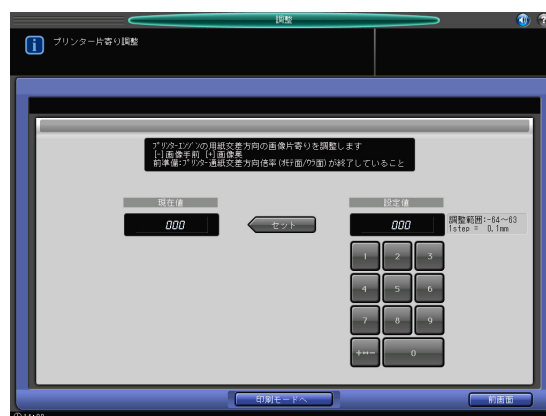 調整
プリンター片寄り調整
プリンタ-エンジンの用紙交差方向の画像片寄りを調整します
[-]画像手前 [+]画像奥
前準備:プリンタ-通紙交差方向倍率(オモテ面/ウラ面)が終了していること
現在値
設定値
000
セット
000
調整範囲:-64~63
1step = 0.1mm
1 2 3
4 5 6
7 8 9
+↔- 0
印刷モードへ
前画面